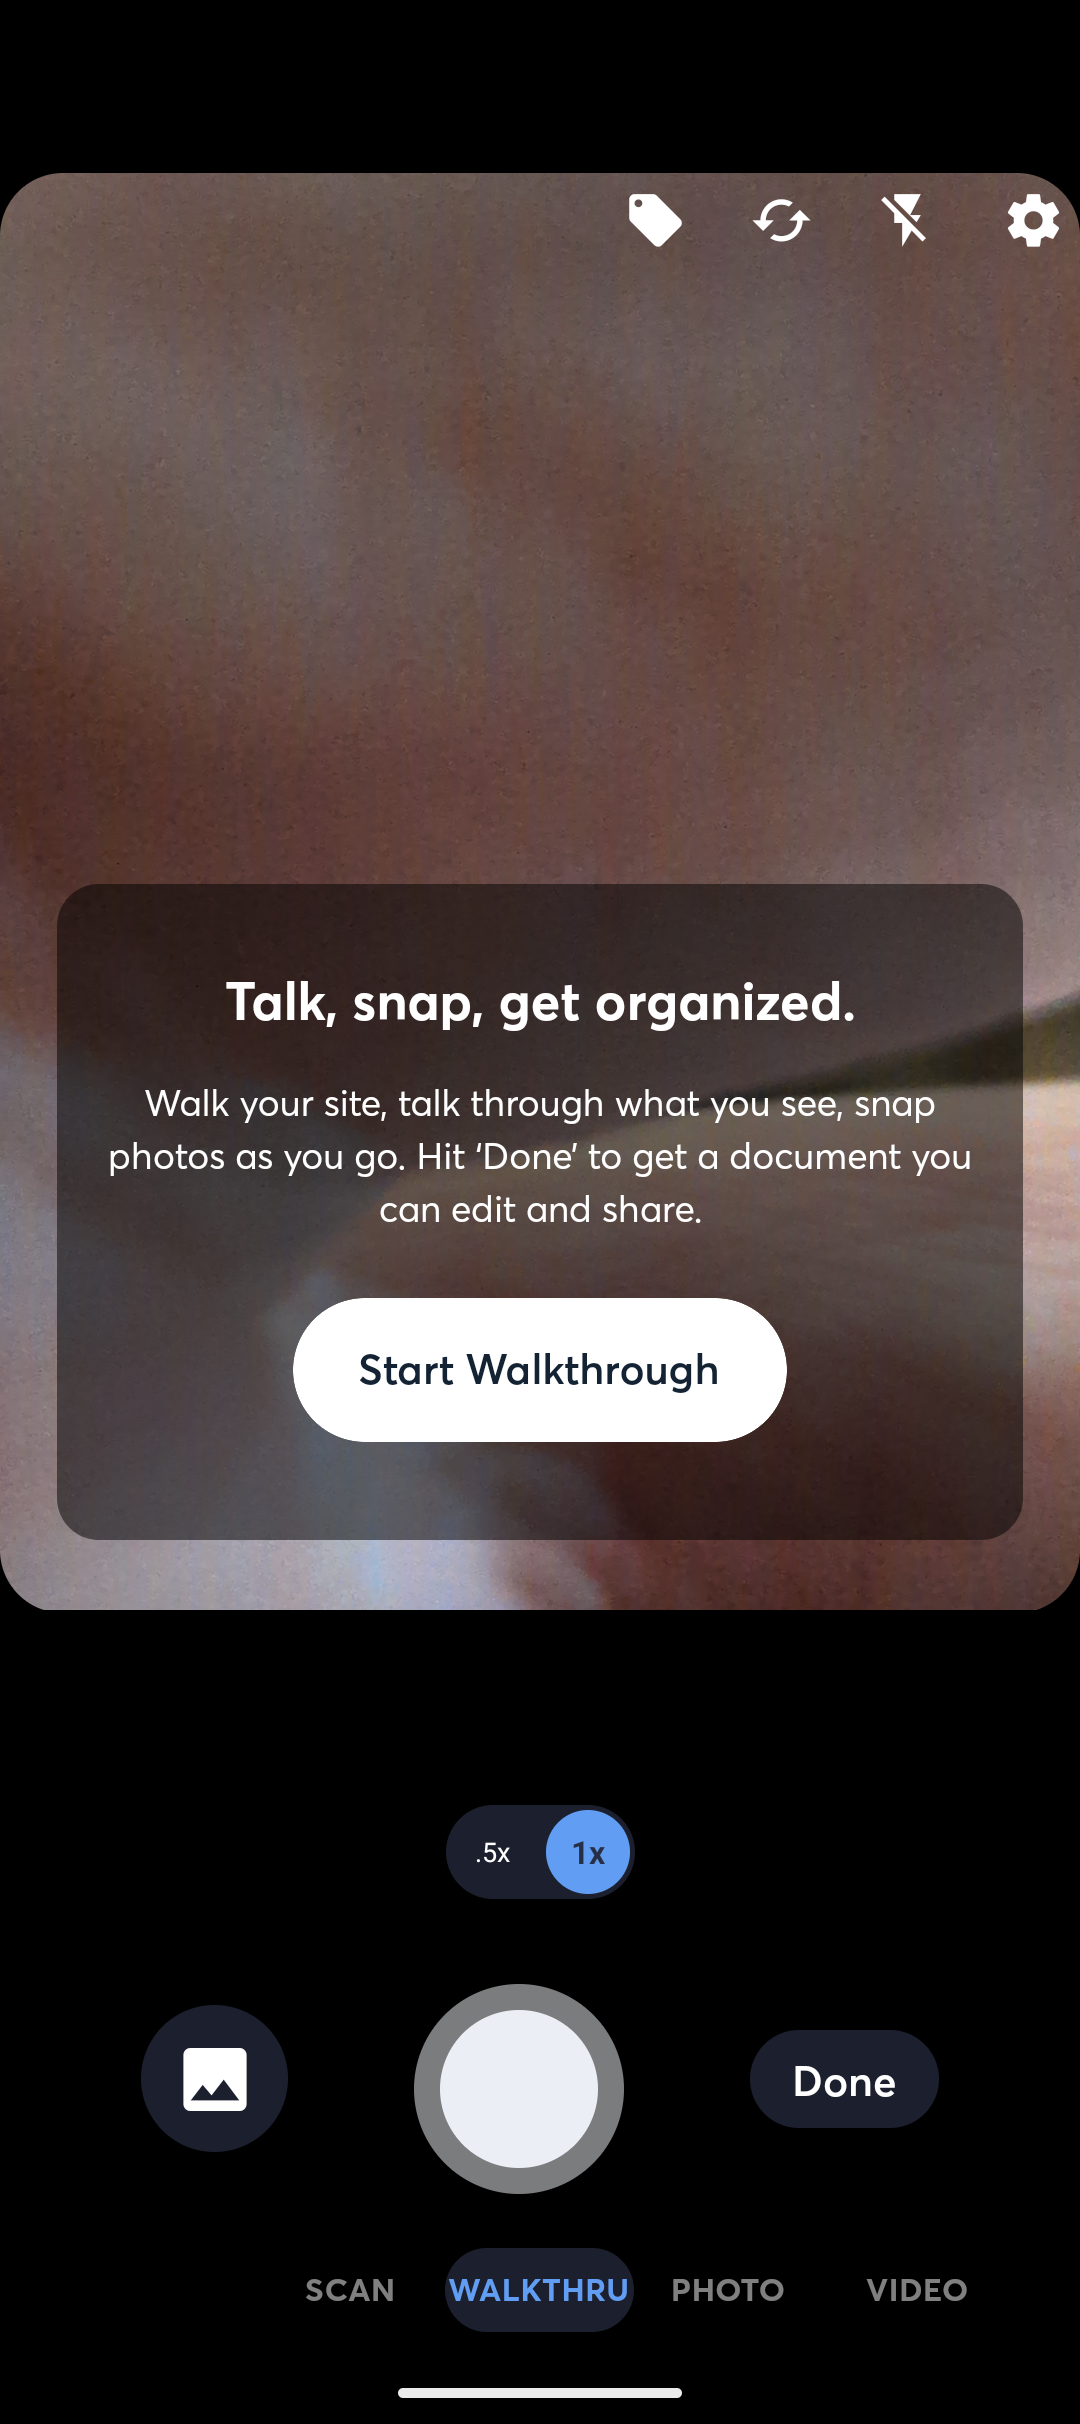 Talk, snap, get organized.
Walk your site, talk through what you see, snap
photos as you go. Hit ‘Done’ to get a document you
can edit and share.
Start Walkthrough
.5x 1x
Done
SCAN WALKTHRU PHOTO VIDEO